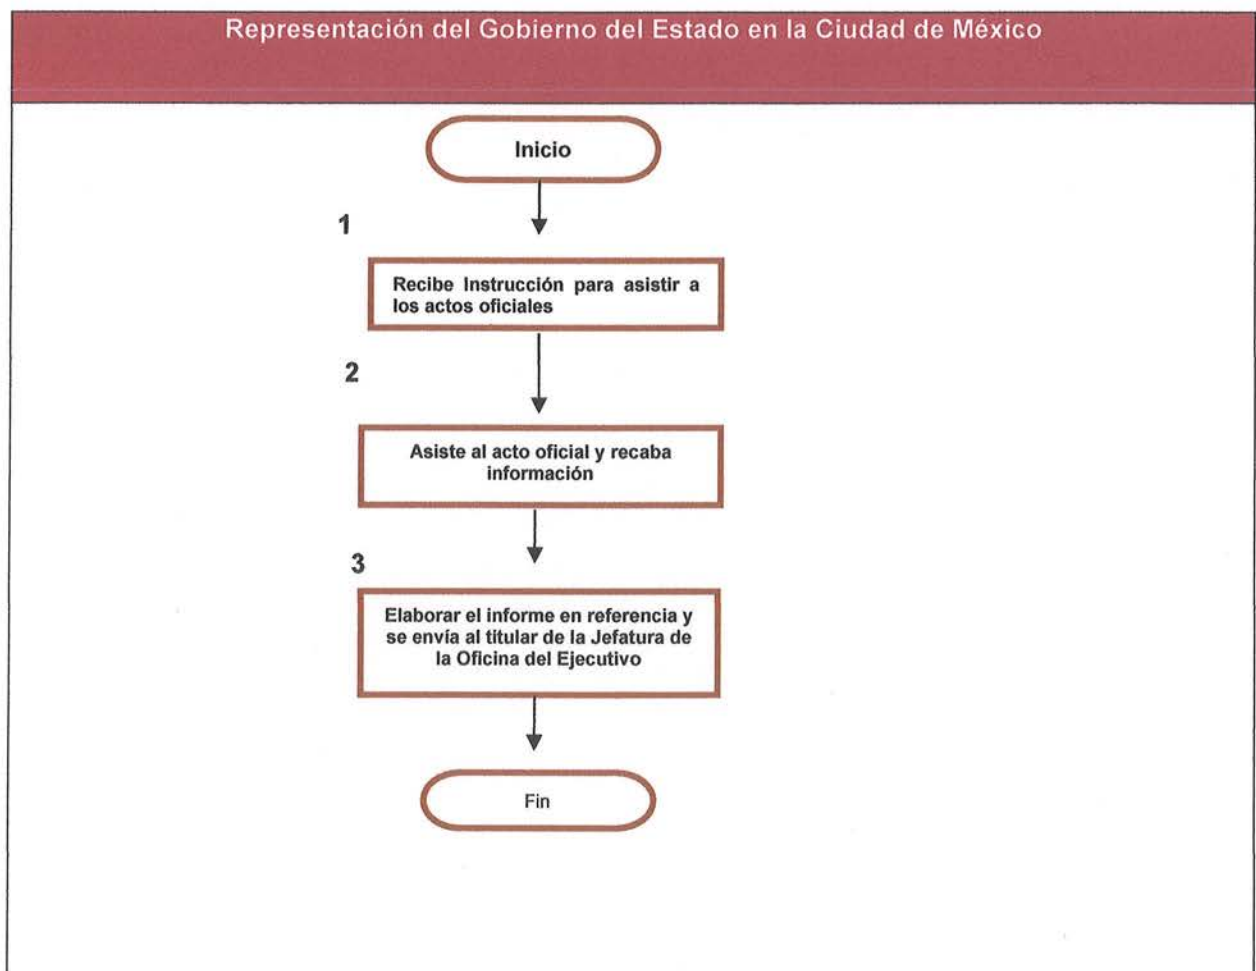 Representación del Gobierno del Estado en la Ciudad de México
Inicio
1
Recibe Instrucción para asistir a
los actos oficiales
2
Asiste al acto oficial y recaba
información
3
Elaborar el informe en referencia y
se envía al titular de la Jefatura de
la Oficina del Ejecutivo
Fin